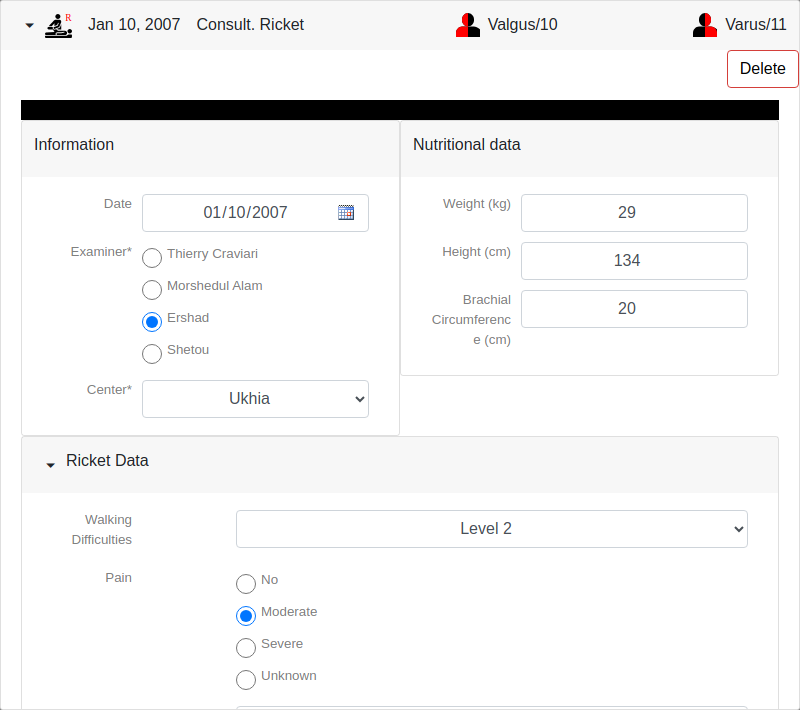 R Jan 10, 2007 Consult. Ricket Valgus/10 Varus/11
Delete
Information
Date 01/10/2007
Examiner* Thierry Craviari
Morshedul Alam
Ershad
Shetou
Center* Ukhia
Nutritional data
Weight (kg) 29
Height (cm) 134
Brachial
Circumferenc
e (cm)
20
Ricket Data
Walking
Difficulties
Level 2
Pain No
Moderate
Severe
Unknown